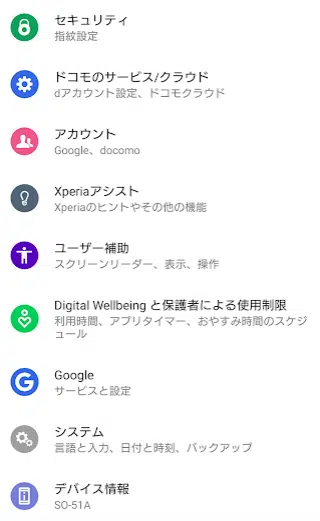 セキュリティ
指紋設定
ドコモのサービス/クラウド
dアカウント設定、ドコモクラウド
アカウント
Google、docomo
Xperiaアシスト
Xperiaのヒントやその他の機能
ユーザー補助
スクリーンリーダー、表示、操作
Digital Wellbeing と保護者による使用制限
利用時間、アプリタイマー、おやすみ時間のスケジ
ュール
Google
サービスと設定
システム
言語と入力、日付と時刻、バックアップ
デバイス情報
SO-51A